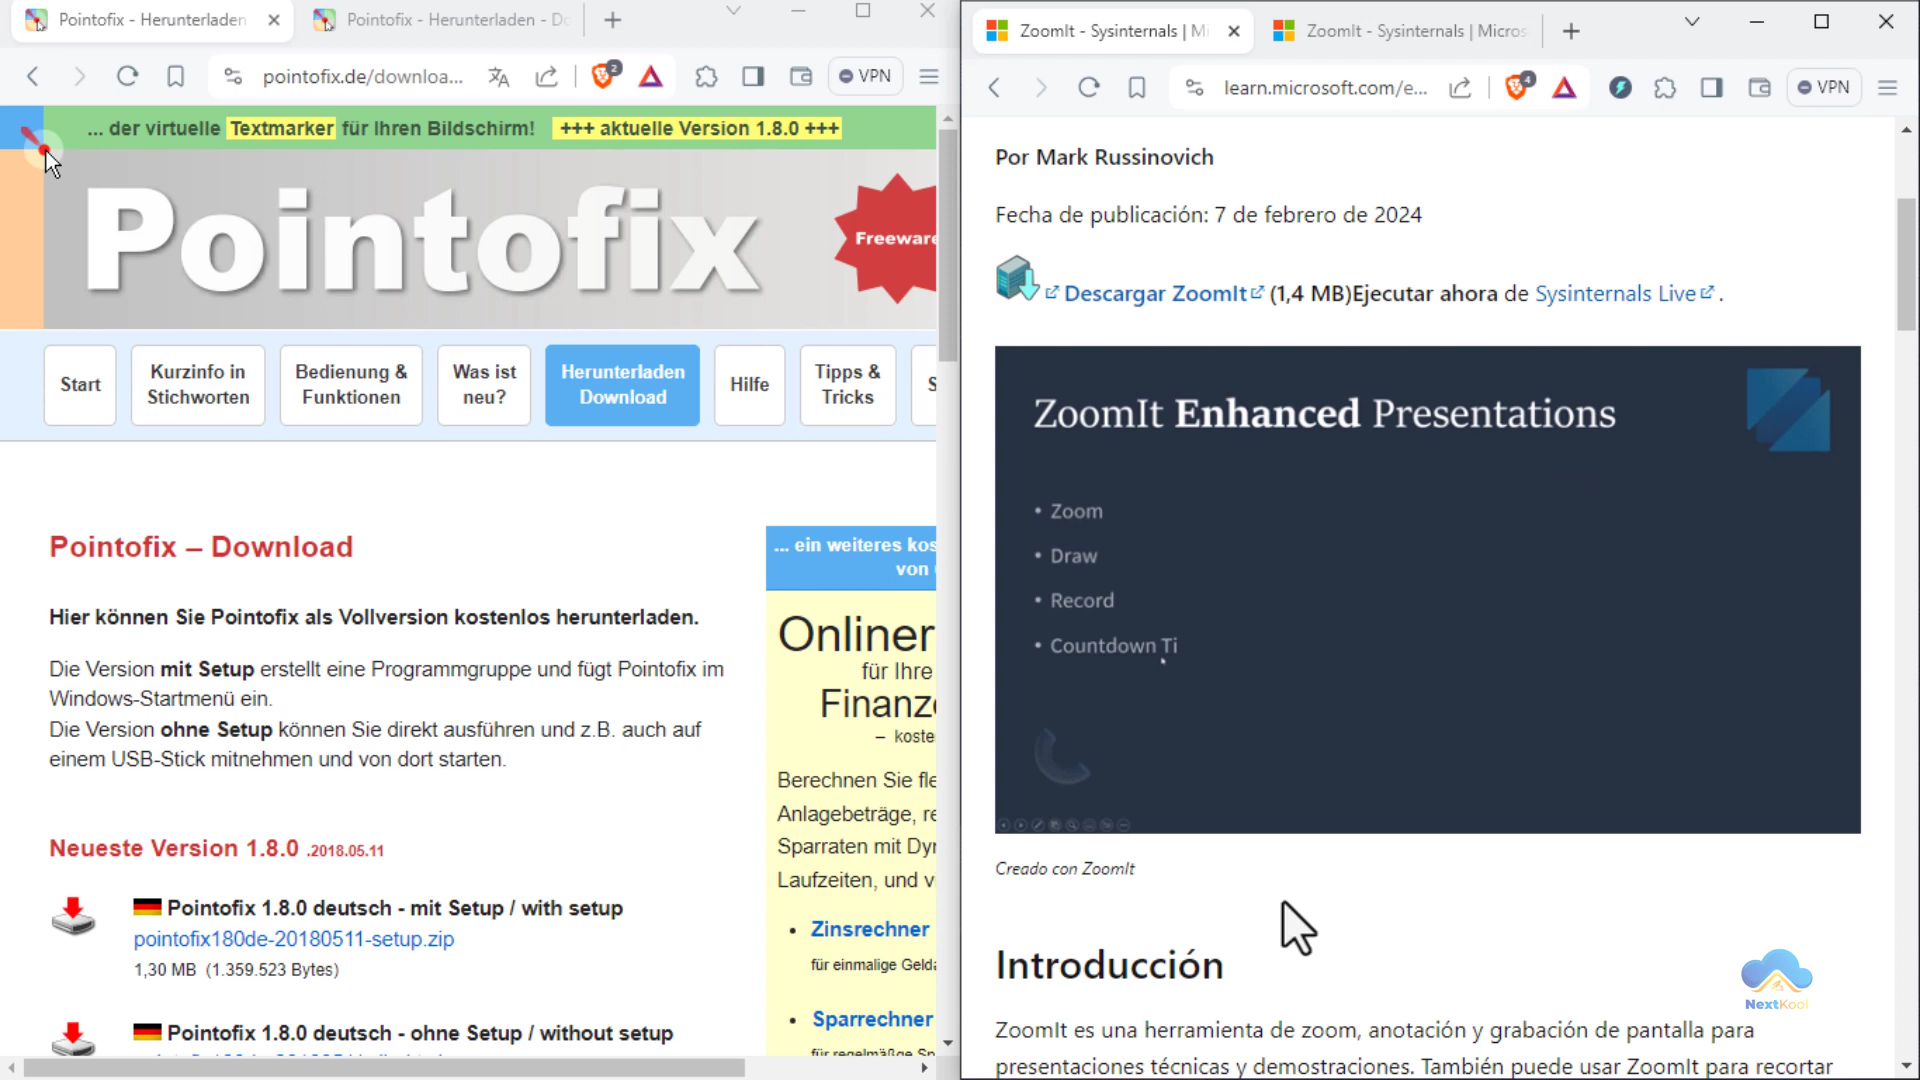 Pointofix - Herunterladen
Pointofix - Herunterladen - Do
pointofix.de/downloa...
2
VPN
... der virtuelle Textmarker für Ihren Bildschirm! +++ aktuelle Version 1.8.0 +++
Pointofix
Freeware
Start
Kurzinfo in
Stichworten
Bedienung &
Funktionen
Was ist
neu?
Herunterladen
Download
Hilfe
Tipps &
Tricks
S
Pointofix – Download
Hier können Sie Pointofix als Vollversion kostenlos herunterladen.
Die Version mit Setup erstellt eine Programmgruppe und fügt Pointofix im
Windows-Startmenü ein.
Die Version ohne Setup können Sie direkt ausführen und z.B. auch auf
einem USB-Stick mitnehmen und von dort starten.
Neueste Version 1.8.0 .2018.05.11
Pointofix 1.8.0 deutsch - mit Setup / with setup
pointofix180de-20180511-setup.zip
1,30 MB (1.359.523 Bytes)
Pointofix 1.8.0 deutsch - ohne Setup / without setup
... ein weiteres kos
von
Onliner
für Ihre
Finanz
– koste
Berechnen Sie fle
Anlagebeträge, re
Sparraten mit Dyn
Laufzeiten, und v
• Zinsrechner
für einmalige Gelda
• Sparrechner
für regelmäßge Sp
ZoomIt - Sysinternals | Mi
ZoomIt - Sysinternals | Micros
learn.microsoft.com/e...
4
VPN
Por Mark Russinovich
Fecha de publicación: 7 de febrero de 2024
Descargar ZoomIt (1,4 MB)Ejecutar ahora de Sysinternals Live .
ZoomIt Enhanced Presentations
• Zoom
• Draw
• Record
• Countdown Ti
Creado con ZoomIt
Introducción
NextKool
ZoomIt es una herramienta de zoom, anotación y grabación de pantalla para
presentaciones técnicas y demostraciones. También puede usar ZoomIt para recortar